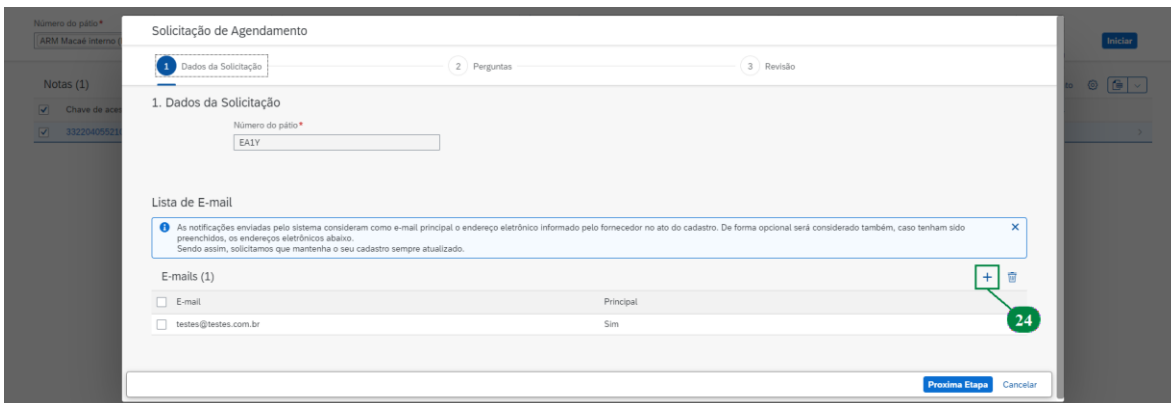 Número do pátio*
ARM Macaé interno (
Iniciar
Notas (1)
to
Chave de aces
33220405521
Solicitação de Agendamento
1 Dados da Solicitação
2 Perguntas
3 Revisão
1. Dados da Solicitação
Número do pátio*
EA1Y
Lista de E-mail
As notificações enviadas pelo sistema consideram como e-mail principal o endereço eletrônico informado pelo fornecedor no ato do cadastro. De forma opcional será considerado também, caso tenham sido
preenchidos, os endereços eletrônicos abaixo.
Sendo assim, solicitamos que mantenha o seu cadastro sempre atualizado.
E-mails (1)
E-mail Principal
testes@testes.com.br Sim
24
Proxima Etapa Cancelar